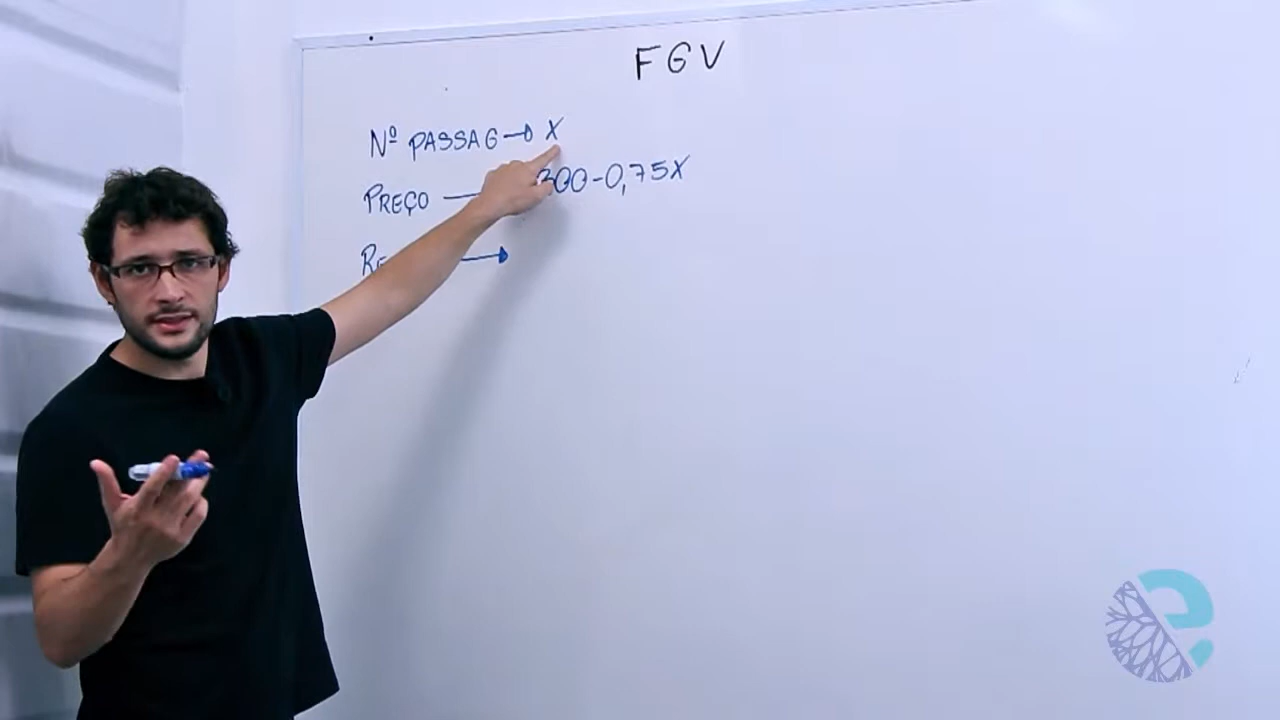 FGV
Nº PASSAG → X
PREÇO → 300-0,75X